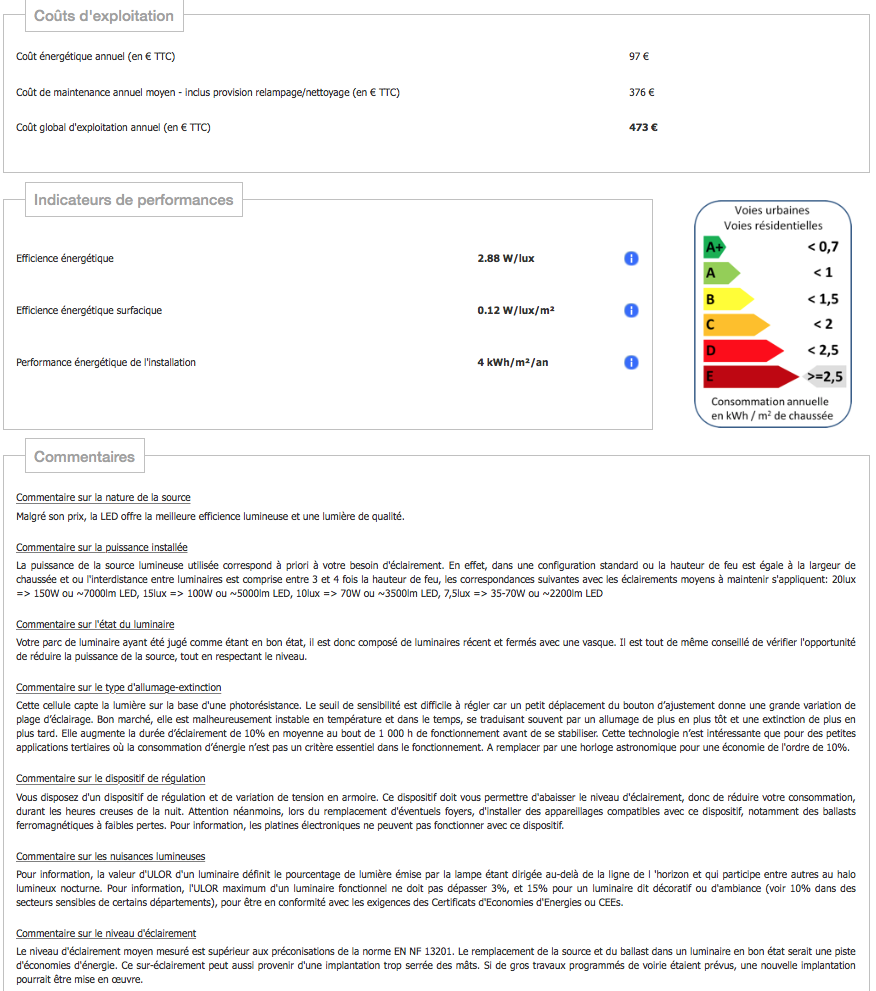 Coûts d'exploitation
Coût énergétique annuel (en € TTC) 97 €
Coût de maintenance annuel moyen - inclus provision relampage/nettoyage (en € TTC) 376 €
Coût global d'exploitation annuel (en € TTC) 473 €
Indicateurs de performances
Efficience énergétique 2.88 W/lux
Efficience énergétique surfacique 0.12 W/lux/m²
Performance énergétique de l'installation 4 kWh/m²/an
Voies urbaines
Voies résidentielles
A+ < 0,7
A < 1
B < 1,5
C < 2
D < 2,5
E >=2,5
Consommation annuelle
en kWh / m² de chaussée
Commentaires
Commentaire sur la nature de la source
Malgré son prix, la LED offre la meilleure efficience lumineuse et une lumière de qualité.
Commentaire sur la puissance installée
La puissance de la source lumineuse utilisée correspond à priori à votre besoin d'éclairement. En effet, dans une configuration standard ou la hauteur de feu est égale à la largeur de
chaussée et ou l'interdistance entre luminaires est comprise entre 3 et 4 fois la hauteur de feu, les correspondances suivantes avec les éclairements moyens à maintenir s'appliquent: 20lux
=> 150W ou ~7000lm LED, 15lux => 100W ou ~5000lm LED, 10lux => 70W ou ~3500lm LED, 7,5lux => 35-70W ou ~2200lm LED
Commentaire sur l'état du luminaire
Votre parc de luminaire ayant été jugé comme étant en bon état, il est donc composé de luminaires récent et fermés avec une vasque. Il est tout de même conseillé de vérifier l'opportunité
de réduire la puissance de la source, tout en respectant le niveau.
Commentaire sur le type d'allumage-extinction
Cette cellule capte la lumière sur la base d'une photorésistance. Le seuil de sensibilité est difficile à régler car un petit déplacement du bouton d’ajustement donne une grande variation de
plage d’éclairage. Bon marché, elle est malheureusement instable en température et dans le temps, se traduisant souvent par un allumage de plus en plus tôt et une extinction de plus en
plus tard. Elle augmente la durée d’éclairement de 10% en moyenne au bout de 1 000 h de fonctionnement avant de se stabiliser. Cette technologie n’est intéressante que pour des petites
applications tertiaires où la consommation d’énergie n’est pas un critère essentiel dans le fonctionnement. A remplacer par une horloge astronomique pour une économie de l'ordre de 10%.
Commentaire sur le dispositif de régulation
Vous disposez d'un dispositif de régulation et de variation de tension en armoire. Ce dispositif doit vous permettre d'abaisser le niveau d'éclairement, donc de réduire votre consommation,
durant les heures creuses de la nuit. Attention néanmoins, lors du remplacement d'éventuels foyers, d'installer des appareillages compatibles avec ce dispositif, notamment des ballasts
ferromagnétiques à faibles pertes. Pour information, les platines électroniques ne peuvent pas fonctionner avec ce dispositif.
Commentaire sur les nuisances lumineuses
Pour information, la valeur d'ULOR d'un luminaire définit le pourcentage de lumière émise par la lampe étant dirigée au-delà de la ligne de l 'horizon et qui participe entre autres au halo
lumineux nocturne. Pour information, l'ULOR maximum d'un luminaire fonctionnel ne doit pas dépasser 3%, et 15% pour un luminaire dit décoratif ou d'ambiance (voir 10% dans des
secteurs sensibles de certains départements), pour être en conformité avec les exigences des Certificats d'Economies d'Energies ou CEEs.
Commentaire sur le niveau d'éclairement
Le niveau d'éclairement moyen mesuré est supérieur aux préconisations de la norme EN NF 13201. Le remplacement de la source et du ballast dans un luminaire en bon état serait une piste
d'économies d'énergie. Ce sur-éclairement peut aussi provenir d'une implantation trop serrée des mâts. Si de gros travaux programmés de voirie étaient prévus, une nouvelle implantation
pourrait être mise en œuvre.